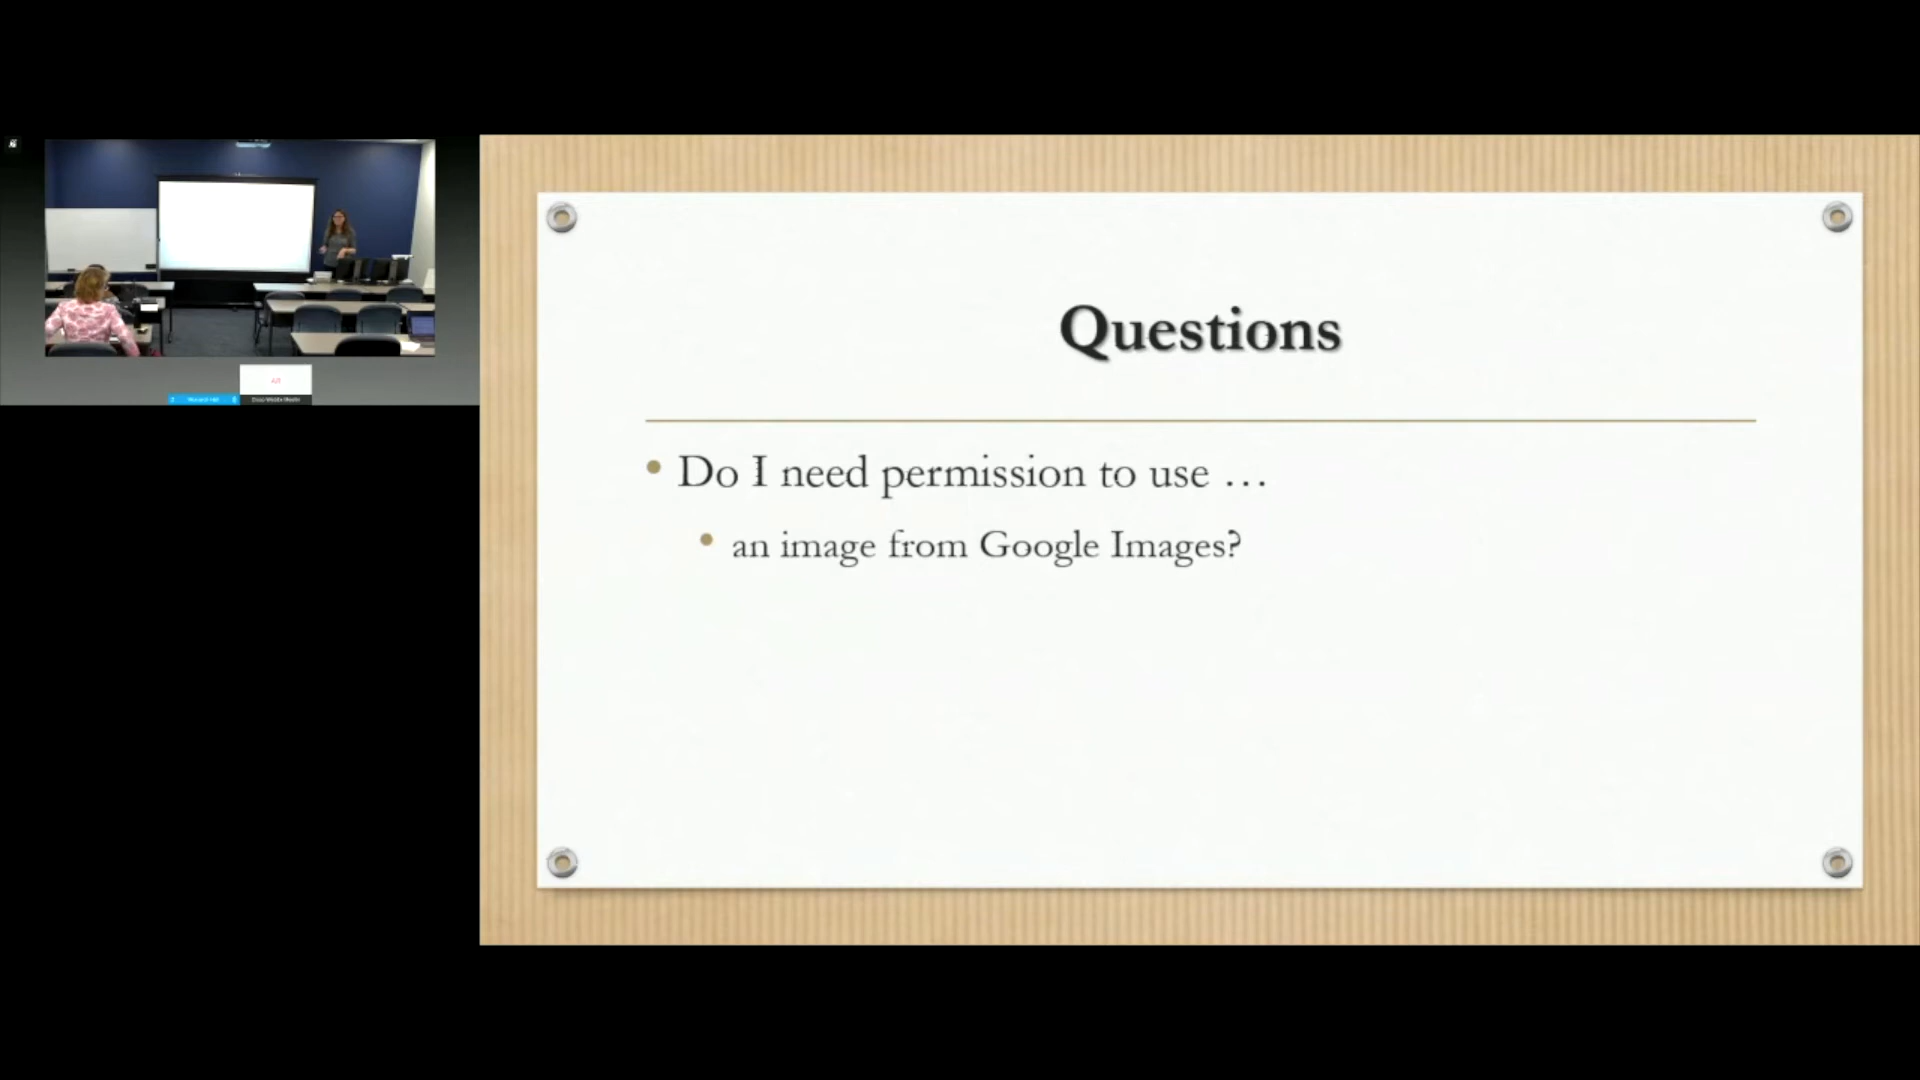 Questions
Do I need permission to use …
an image from Google Images?